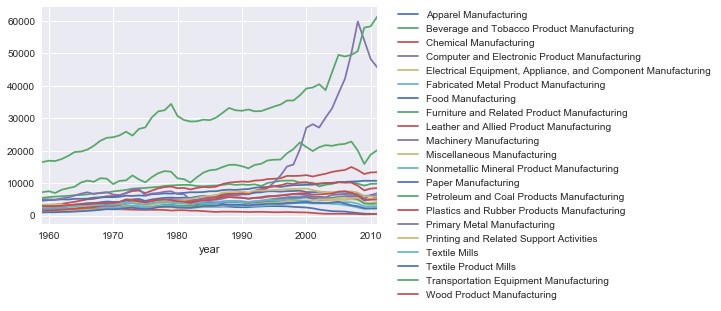 60000
50000
40000
30000
20000
10000
0
1960 1970 1980 1990 2000 2010
year
Apparel Manufacturing
Beverage and Tobacco Product Manufacturing
Chemical Manufacturing
Computer and Electronic Product Manufacturing
Electrical Equipment, Appliance, and Component Manufacturing
Fabricated Metal Product Manufacturing
Food Manufacturing
Furniture and Related Product Manufacturing
Leather and Allied Product Manufacturing
Machinery Manufacturing
Miscellaneous Manufacturing
Nonmetallic Mineral Product Manufacturing
Paper Manufacturing
Petroleum and Coal Products Manufacturing
Plastics and Rubber Products Manufacturing
Primary Metal Manufacturing
Printing and Related Support Activities
Textile Mills
Textile Product Mills
Transportation Equipment Manufacturing
Wood Product Manufacturing